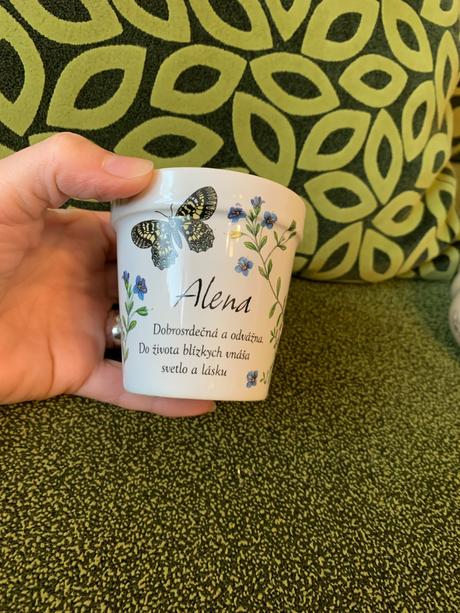 Alena
Dobrosrdečná a odvážna.
Do života blízkych vnáša
svetlo a lásku